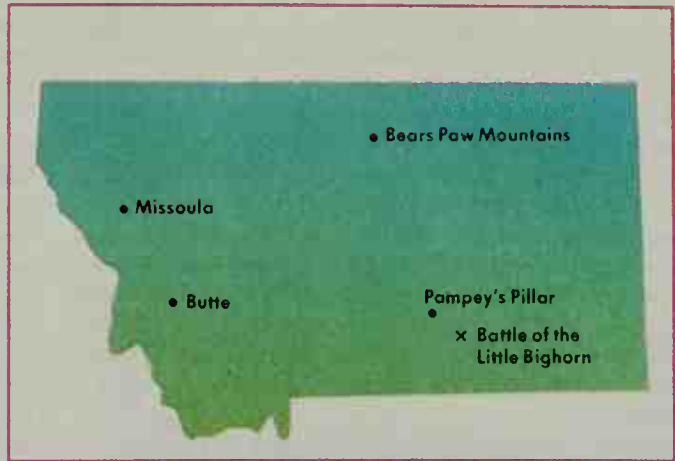 Bears Paw Mountains
Missoula
Butte
Pampey's Pillar
x Battle of the
Little Bighorn